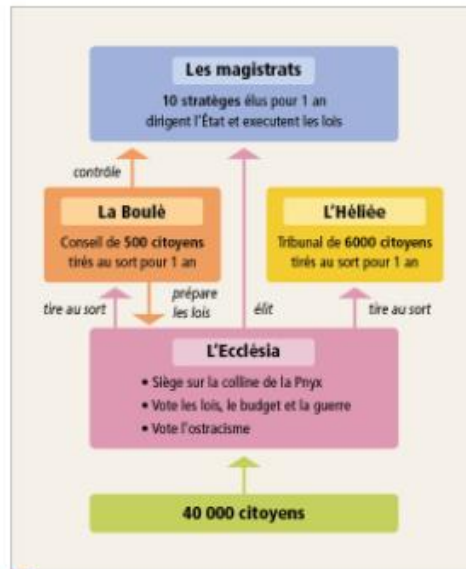 Les magistrats
10 stratèges élus pour 1 an
dirigent l'État et executent les lois
contrôle
La Boulè
Conseil de 500 citoyens
tirés au sort pour 1 an
L'Héliée
Tribunal de 6000 citoyens
tirés au sort pour 1 an
tire au sort
prépare
les lois
élit
tire au sort
L'Ecclésia
• Siège sur la colline de la Pnyx
• Vote les lois, le budget et la guerre
• Vote l'ostracisme
40 000 citoyens